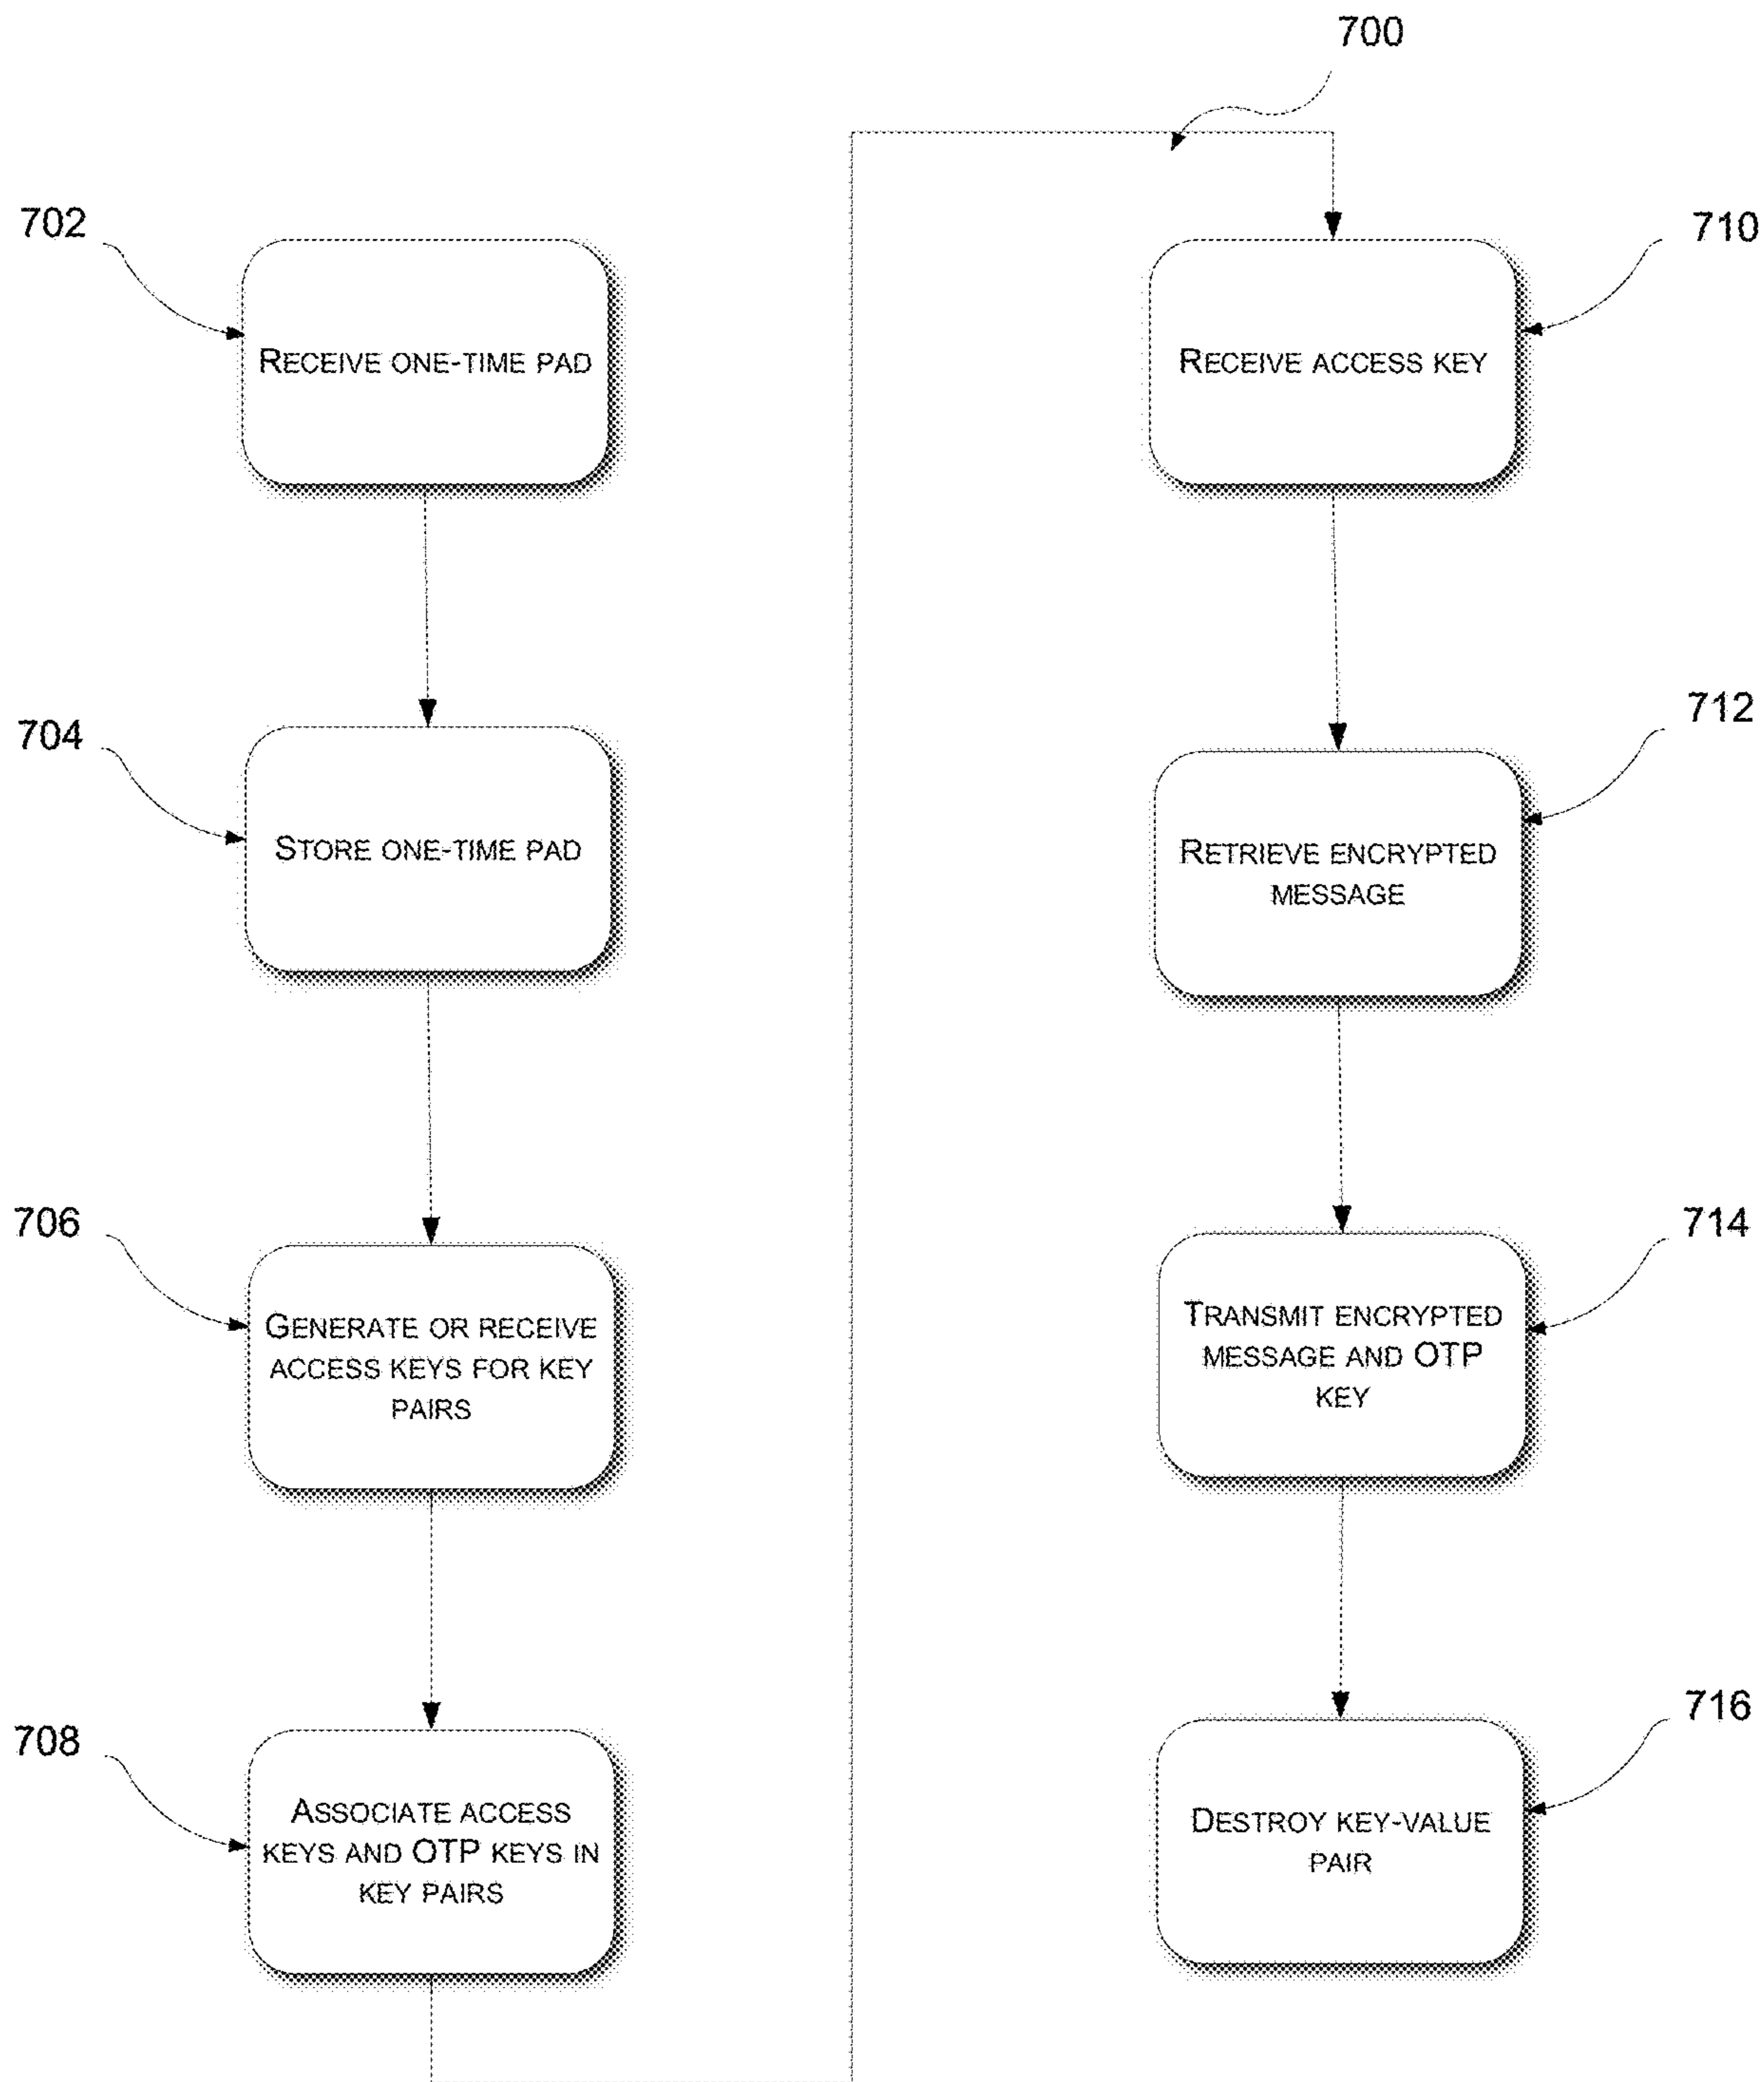 700
702
RECEIVE ONE-TIME PAD
704
STORE ONE-TIME PAD
706
GENERATE OR RECEIVE
ACCESS KEYS FOR KEY
PAIRS
708
ASSOCIATE ACCESS
KEYS AND OTP KEYS IN
KEY PAIRS
710
RECEIVE ACCESS KEY
712
RETRIEVE ENCRYPTED
MESSAGE
714
TRANSMIT ENCRYPTED
MESSAGE AND OTP
KEY
716
DESTROY KEY-VALUE
PAIR